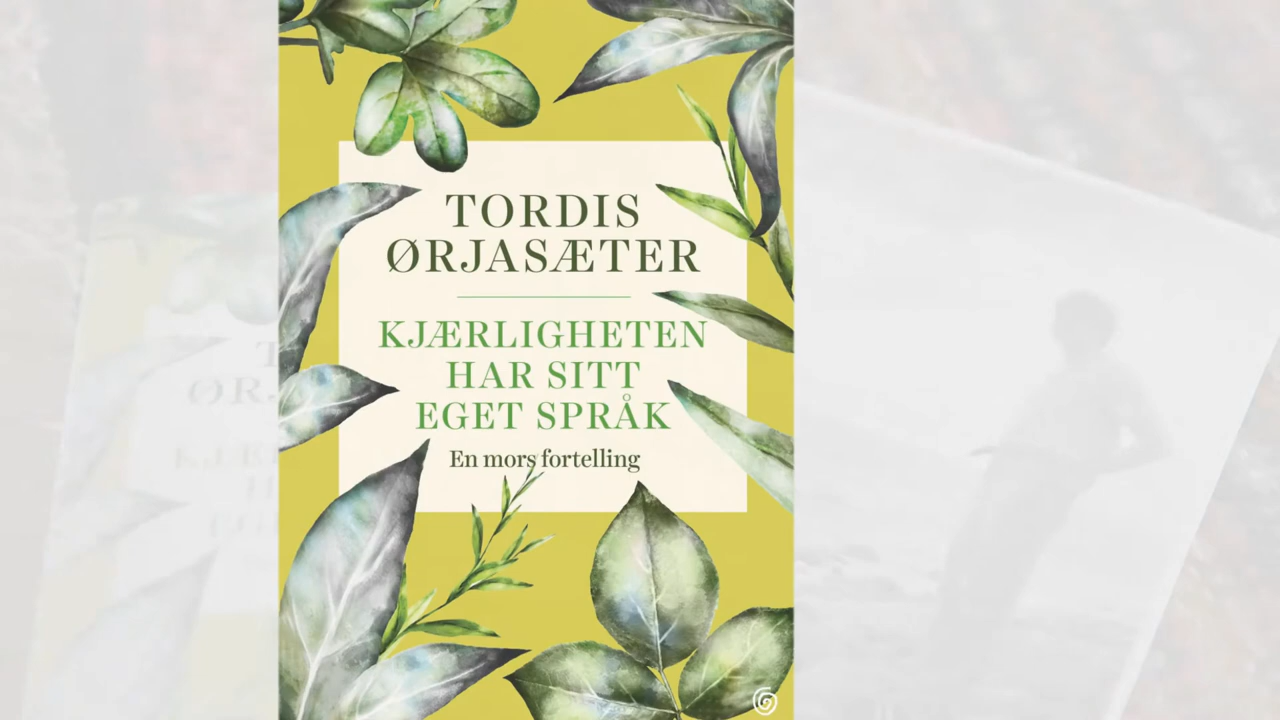 TORDIS
ØRJASÆTER
KJÆRLIGHETEN
HAR SITT
EGET SPRÅK
En mors fortelling